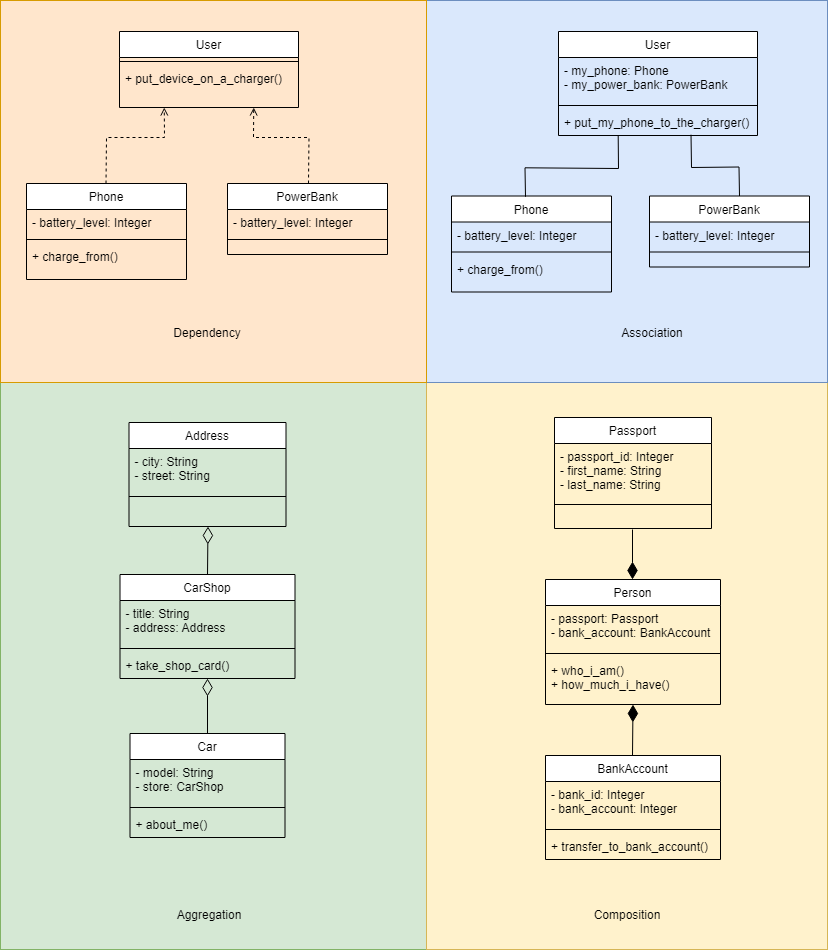 User
+ put_device_on_a_charger()
Phone
- battery_level: Integer
+ charge_from()
PowerBank
- battery_level: Integer
Dependency
User
- my_phone: Phone
- my_power_bank: PowerBank
+ put_my_phone_to_the_charger()
Phone
- battery_level: Integer
+ charge_from()
PowerBank
- battery_level: Integer
Association
Address
- city: String
- street: String
CarShop
- title: String
- address: Address
+ take_shop_card()
Car
- model: String
- store: CarShop
+ about_me()
Aggregation
Passport
- passport_id: Integer
- first_name: String
- last_name: String
Person
- passport: Passport
- bank_account: BankAccount
+ who_i_am()
+ how_much_i_have()
BankAccount
- bank_id: Integer
- bank_account: Integer
+ transfer_to_bank_account()
Composition